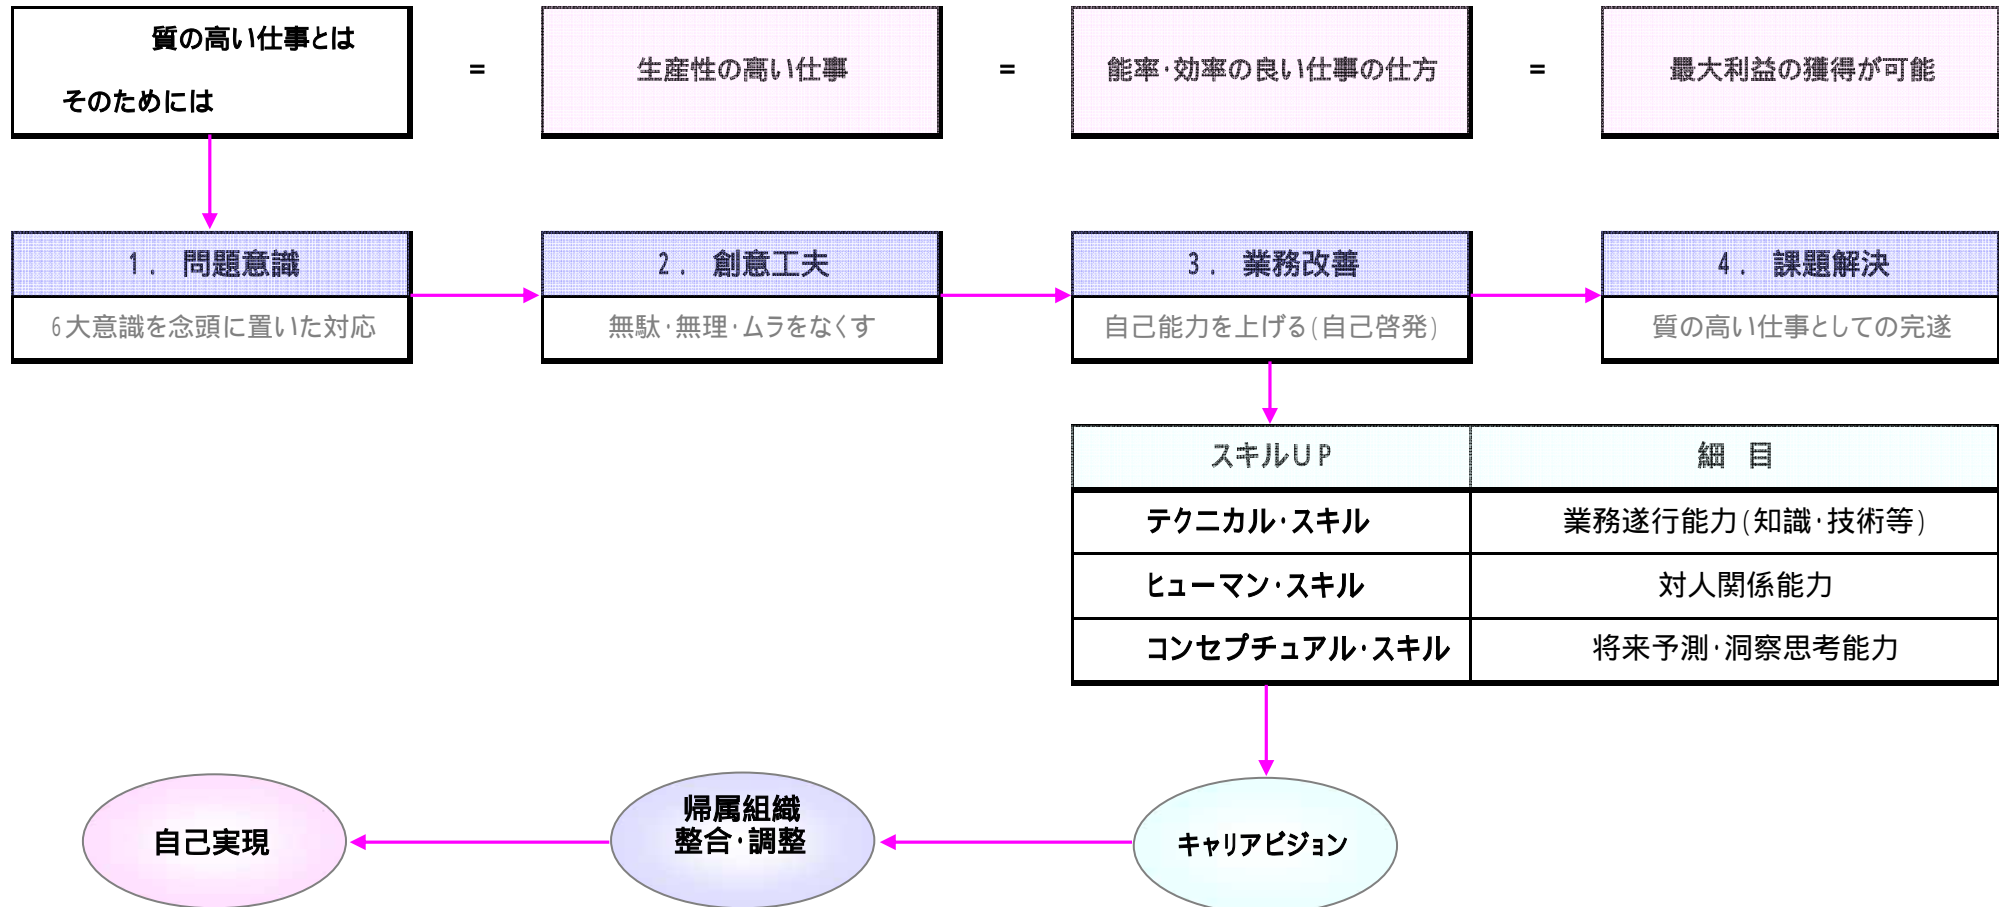 質の高い仕事とは
そのためには
=
生産性の高い仕事
=
能率・効率の良い仕事の仕方
=
最大利益の獲得が可能
1. 問題意識
6大意識を念頭に置いた対応
2. 創意工夫
無駄・無理・ムラをなくす
3. 業務改善
自己能力を上げる(自己啓発)
4. 課題解決
質の高い仕事としての完遂
スキルUP
細 目
テクニカル・スキル
業務遂行能力(知識・技術等)
ヒューマン・スキル
対人関係能力
コンセプチュアル・スキル
将来予測・洞察思考能力
自己実現
帰属組織
整合・調整
キャリアビジョン